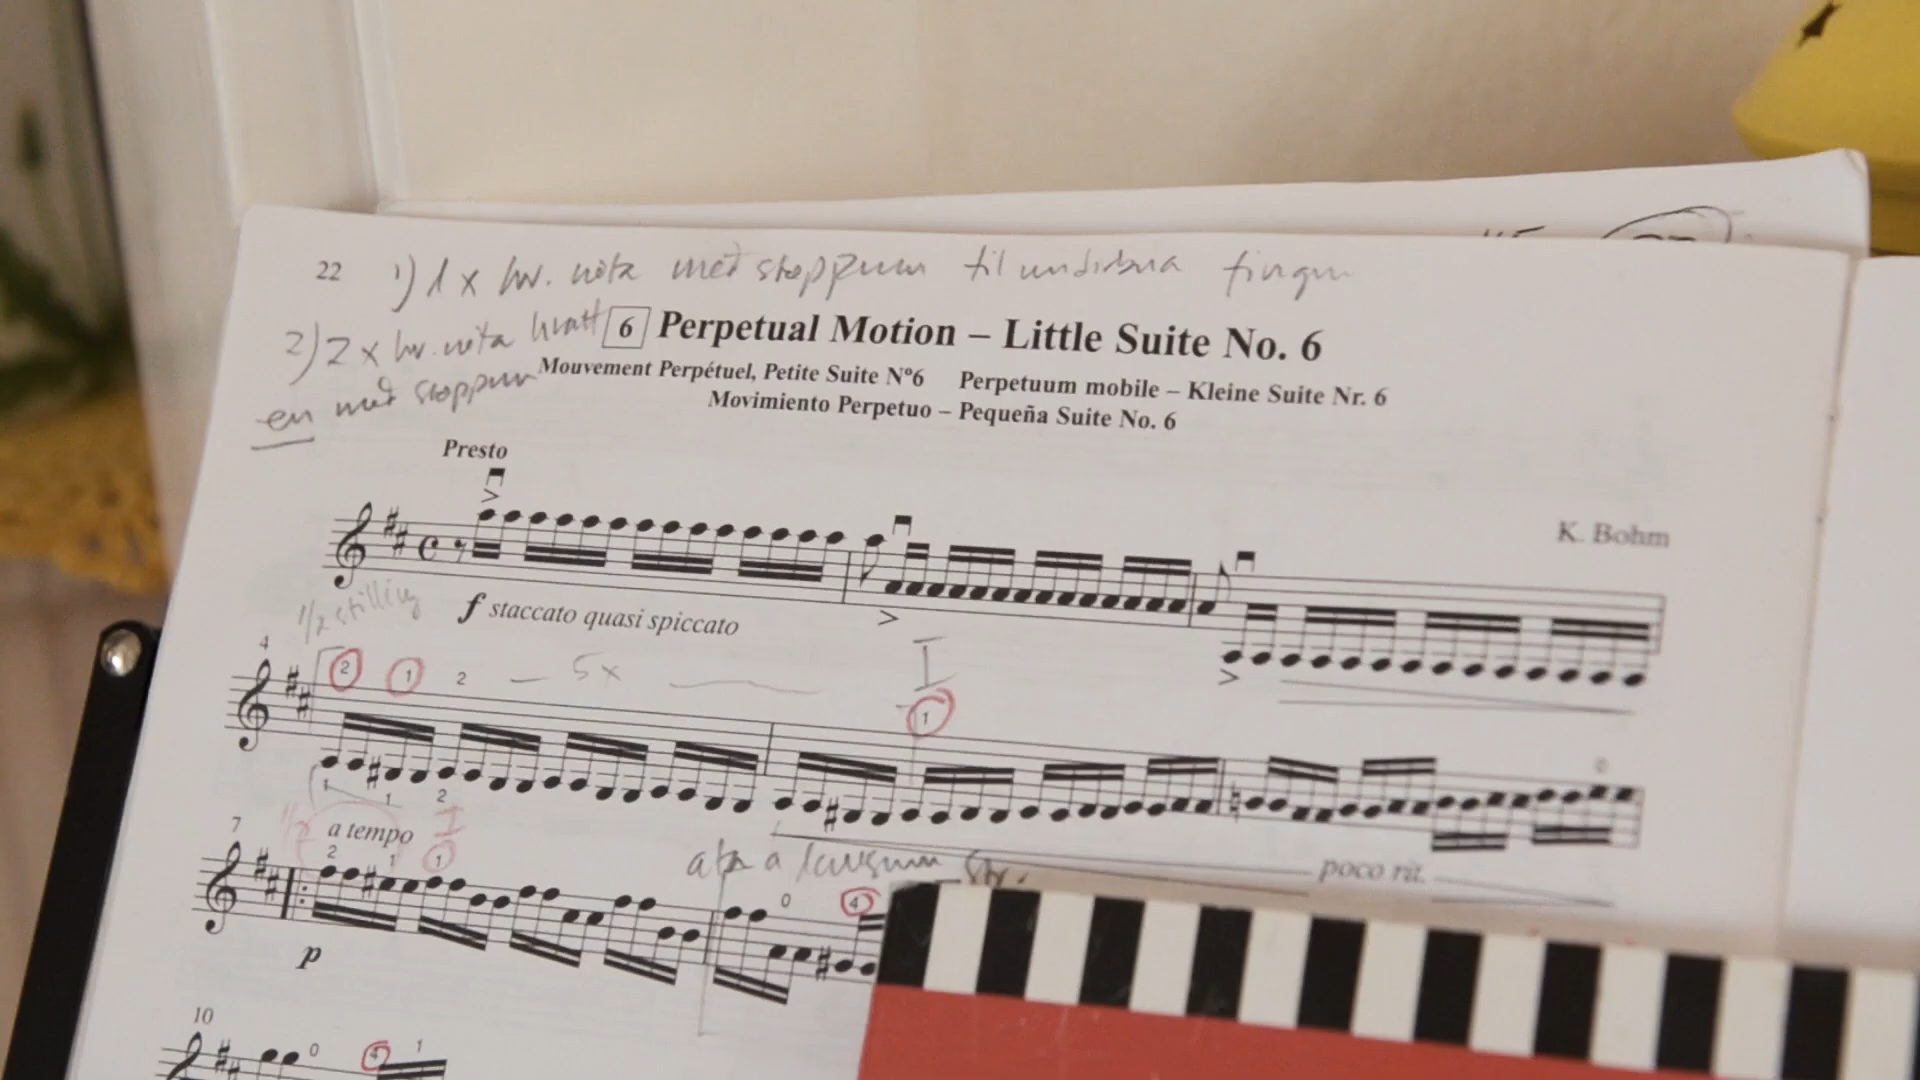 22 1) 1 x hv. nóta með stoppum til undirbúa fingur
2) 2 x hv. nóta hratt
en með stoppum
6 Perpetual Motion – Little Suite No. 6
Mouvement Perpétuel, Petite Suite Nº6 Perpetuum mobile – Kleine Suite Nr. 6
Movimiento Perpetuo – Pequeña Suite No. 6
Presto
K. Bohm
f staccato quasi spiccato
1/2 stilling
4
2 1 2 5x I 1
1 1 2
1/2 I
poco rit.
7 a tempo
2 1 1 0 4
p
10
0 4 1